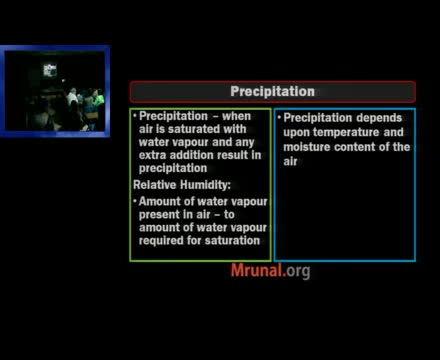 Precipitation
• Precipitation – when
air is saturated with
water vapour and any
extra addition result in
precipitation
Relative Humidity:
• Amount of water vapour
present in air – to
amount of water vapour
required for saturation
• Precipitation depends
upon temperature and
moisture content of the
air
Mrunal.org